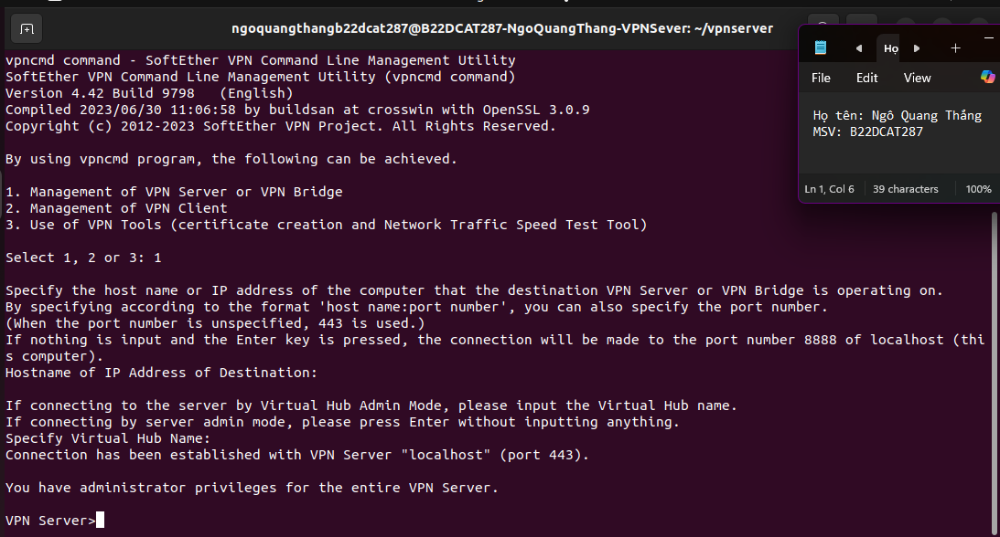 ngoquangthangb22dcat287@B22DCAT287-NgoQuangThang-VPNSever: ~/vpnserver
vpncmd command - SoftEther VPN Command Line Management Utility
SoftEther VPN Command Line Management Utility (vpncmd command)
Version 4.42 Build 9798   (English)
Compiled 2023/06/30 11:06:58 by buildsan at crosswin with OpenSSL 3.0.9
Copyright (c) 2012-2023 SoftEther VPN Project. All Rights Reserved.
By using vpncmd program, the following can be achieved.
1. Management of VPN Server or VPN Bridge
2. Management of VPN Client
3. Use of VPN Tools (certificate creation and Network Traffic Speed Test Tool)
Select 1, 2 or 3: 1
Specify the host name or IP address of the computer that the destination VPN Server or VPN Bridge is operating on.
By specifying according to the format 'host name:port number', you can also specify the port number.
(When the port number is unspecified, 443 is used.)
If nothing is input and the Enter key is pressed, the connection will be made to the port number 8888 of localhost (thi
s computer).
Hostname of IP Address of Destination:
If connecting to the server by Virtual Hub Admin Mode, please input the Virtual Hub name.
If connecting by server admin mode, please press Enter without inputting anything.
Specify Virtual Hub Name:
Connection has been established with VPN Server "localhost" (port 443).
You have administrator privileges for the entire VPN Server.
VPN Server>
Họ
File Edit View
Họ tên: Ngô Quang Thắng
MSV: B22DCAT287
Ln 1, Col 6 39 characters 100%